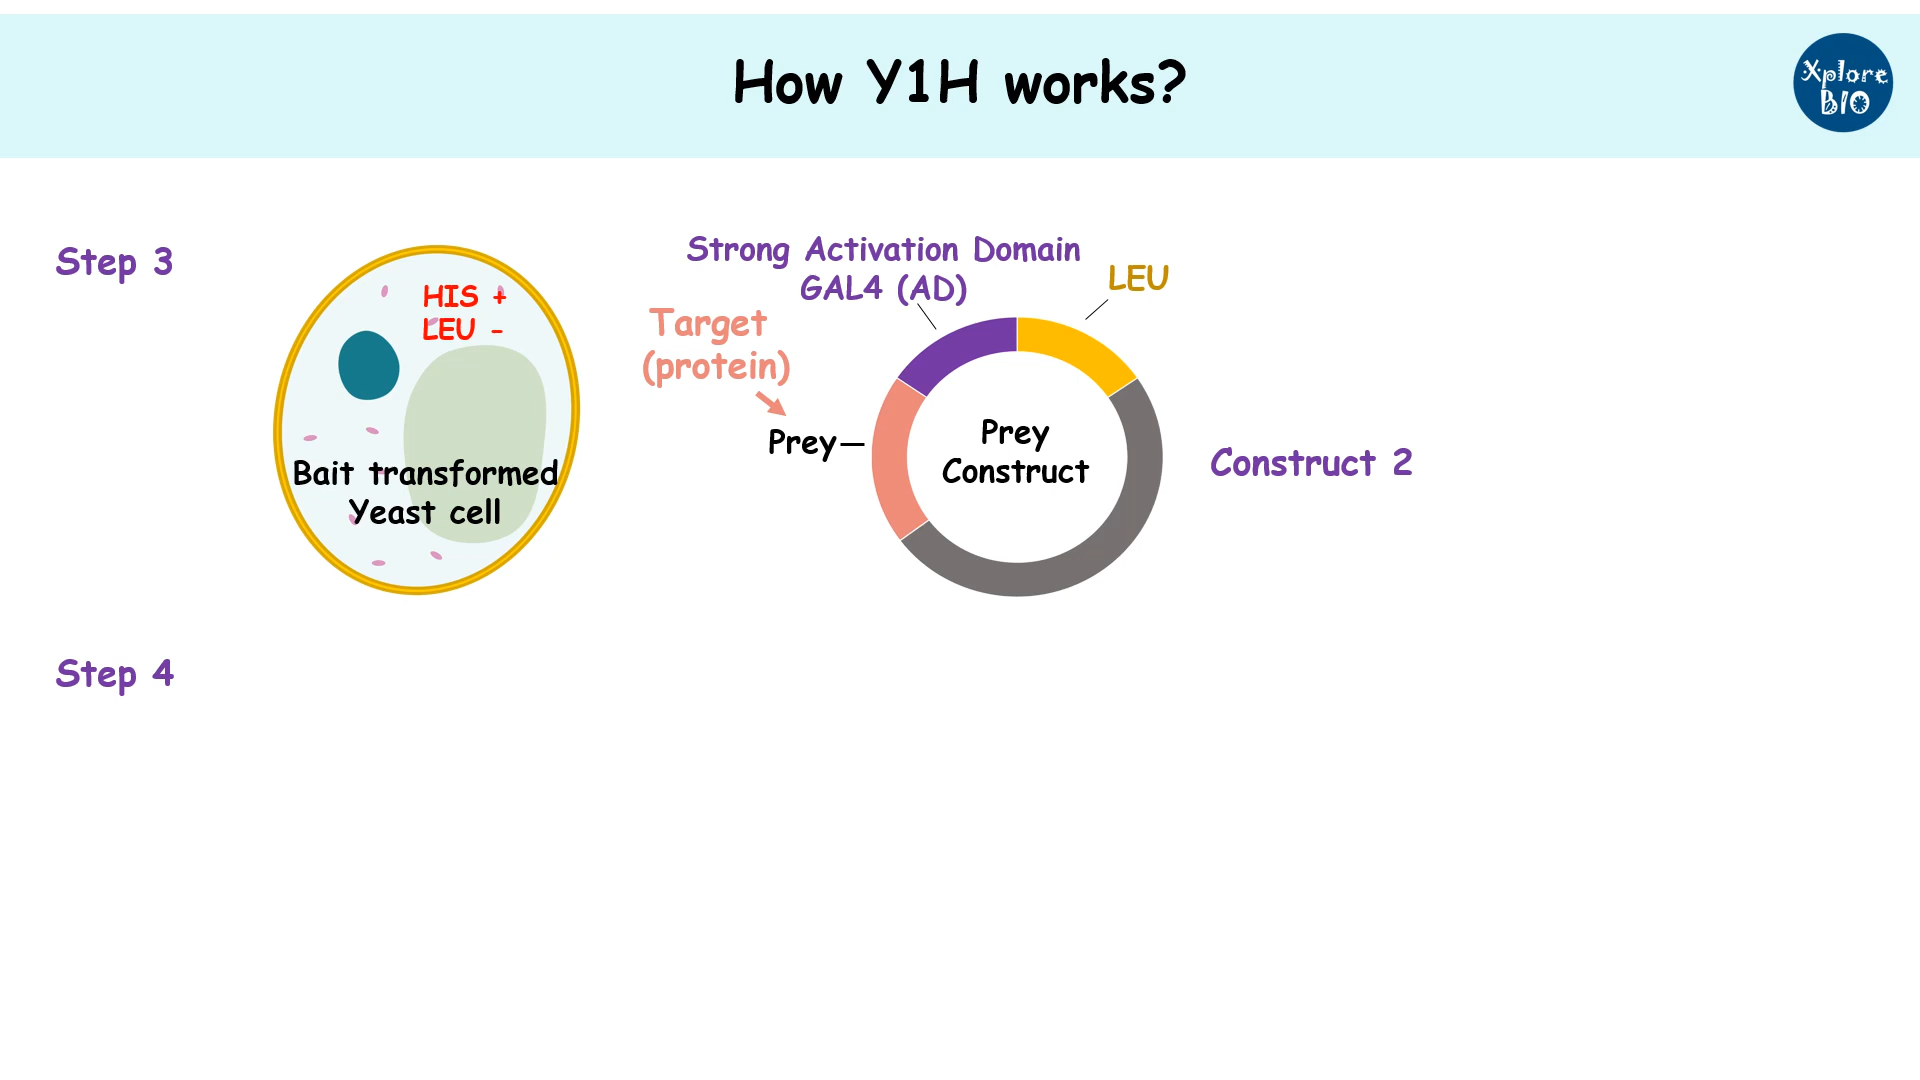 How Y1H works?
Xplore
BIO
Step 3
HIS +
LEU -
Bait transformed
Yeast cell
Strong Activation Domain
GAL4 (AD)
LEU
Target
(protein)
Prey
Prey
Construct
Construct 2
Step 4